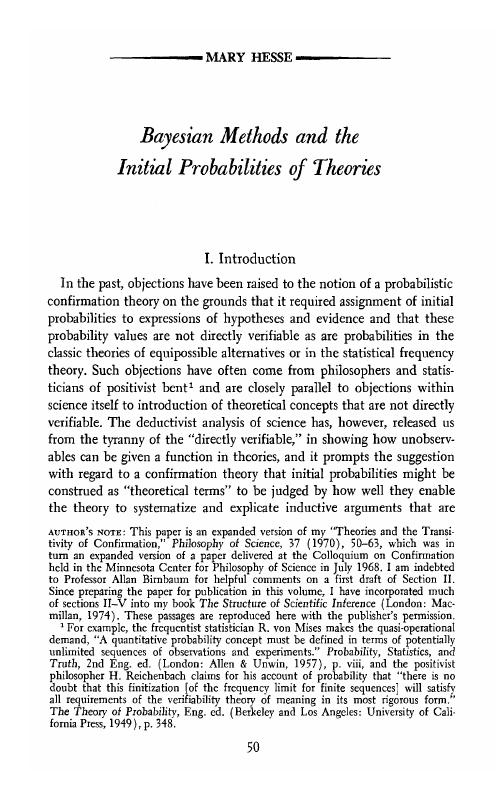 MARY HESSE
Bayesian Methods and the
Initial Probabilities of Theories
I. Introduction
In the past, objections have been raised to the notion of a probabilistic
confirmation theory on the grounds that it required assignment of initial
probabilities to expressions of hypotheses and evidence and that these
probability values are not directly verifiable as are probabilities in the
classic theories of equipossible alternatives or in the statistical frequency
theory. Such objections have often come from philosophers and statis-
ticians of positivist bent¹ and are closely parallel to objections within
science itself to introduction of theoretical concepts that are not directly
verifiable. The deductivist analysis of science has, however, released us
from the tyranny of the “directly verifiable,” in showing how unobserv-
ables can be given a function in theories, and it prompts the suggestion
with regard to a confirmation theory that initial probabilities might be
construed as “theoretical terms” to be judged by how well they enable
the theory to systematize and explicate inductive arguments that are
AUTHOR'S NOTE: This paper is an expanded version of my “Theories and the Transi-
tivity of Confirmation,” Philosophy of Science, 37 (1970), 50–63, which was in
turn an expanded version of a paper delivered at the Colloquium on Confirmation
held in the Minnesota Center for Philosophy of Science in July 1968. I am indebted
to Professor Allan Birnbaum for helpful comments on a first draft of Section II.
Since preparing the paper for publication in this volume, I have incorporated much
of sections II–V into my book The Structure of Scientific Inference (London: Mac-
millan, 1974). These passages are reproduced here with the publisher's permission.
¹ For example, the frequentist statistician R. von Mises makes the quasi-operational
demand, “A quantitative probability concept must be defined in terms of potentially
unlimited sequences of observations and experiments.” Probability, Statistics, and
Truth, 2nd Eng. ed. (London: Allen & Unwin, 1957), p. viii, and the positivist
philosopher H. Reichenbach claims for his account of probability that “there is no
doubt that this finitization [of the frequency limit for finite sequences] will satisfy
all requirements of the verifiability theory of meaning in its most rigorous form.”
The Theory of Probability, Eng. ed. (Berkeley and Los Angeles: University of Cali-
fornia Press, 1949), p. 348.
50